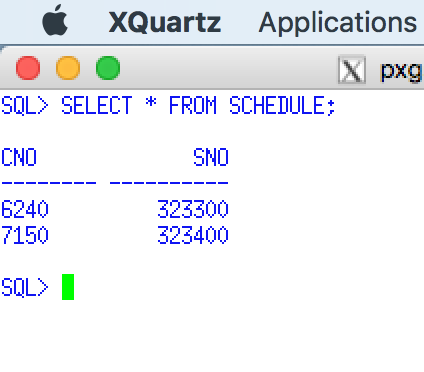 XQuartz Applications
X pxg
SQL> SELECT * FROM SCHEDULE;
CNO SNO
-------- ----------
6240 323300
7150 323400
SQL>